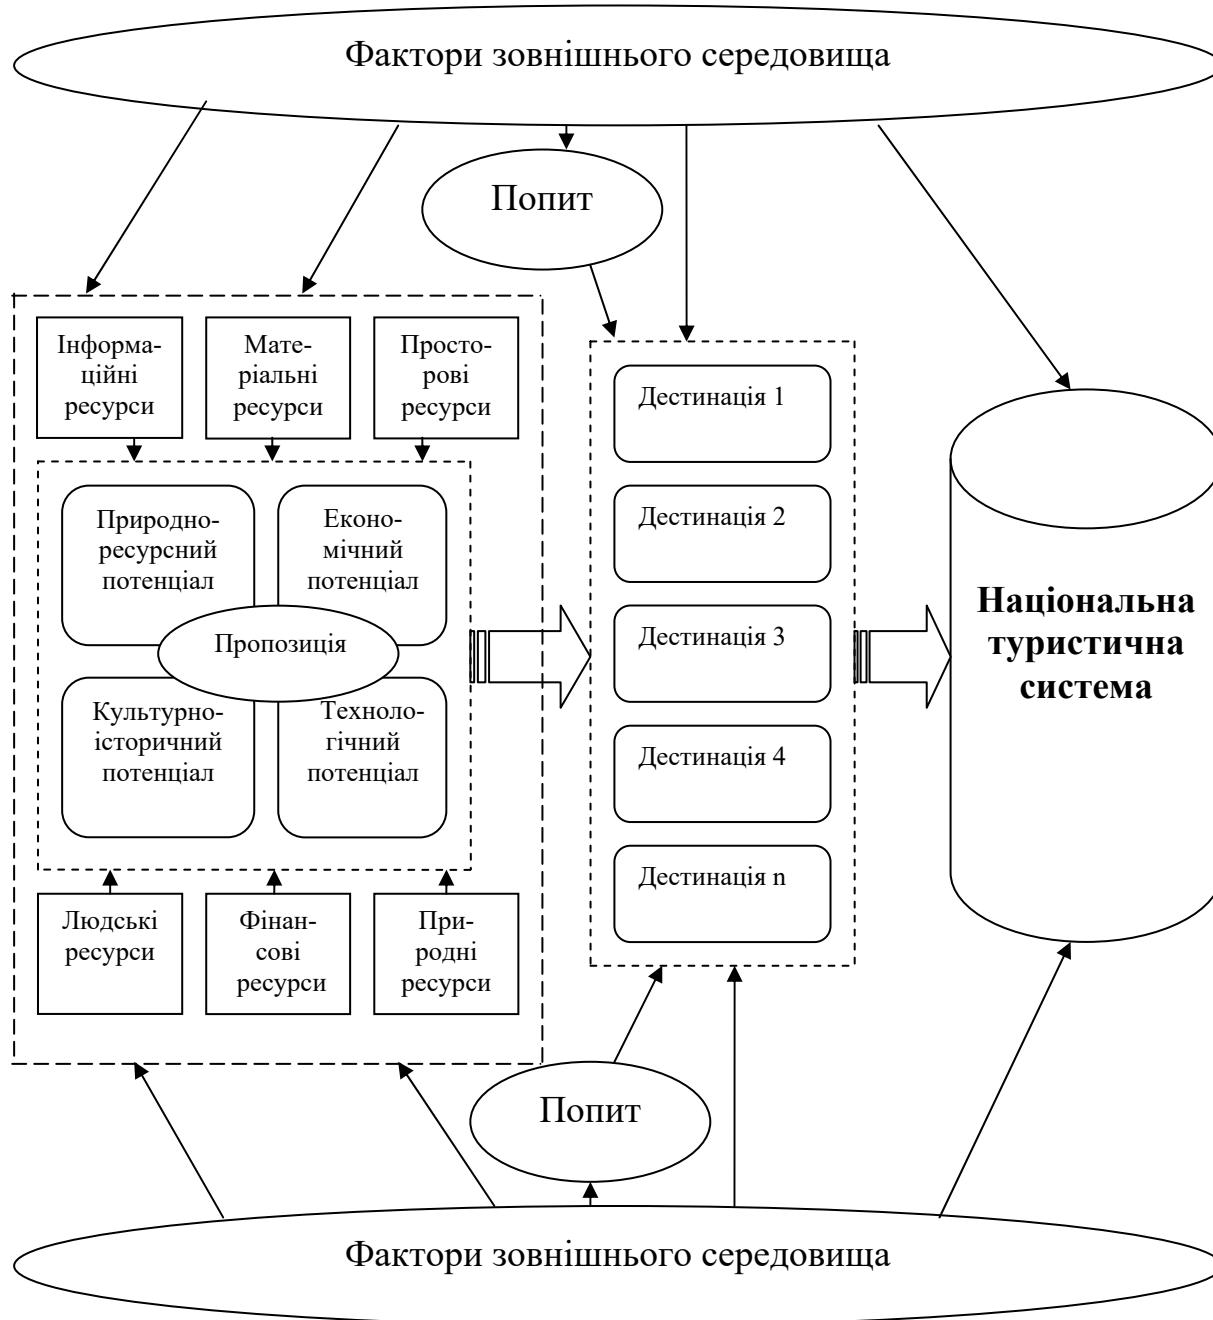 Фактори зовнішнього середовища
Попит
Інформа-
ційні
ресурси
Мате-
ріальні
ресурси
Просто-
рові
ресурси
Природно-
ресурсний
потенціал
Еконо-
мічний
потенціал
Пропозиція
Культурно-
історичний
потенціал
Техноло-
гічний
потенціал
Людські
ресурси
Фінан-
сові
ресурси
При-
родні
ресурси
Дестинація 1
Дестинація 2
Дестинація 3
Дестинація 4
Дестинація n
Національна
туристична
система
Попит
Фактори зовнішнього середовища